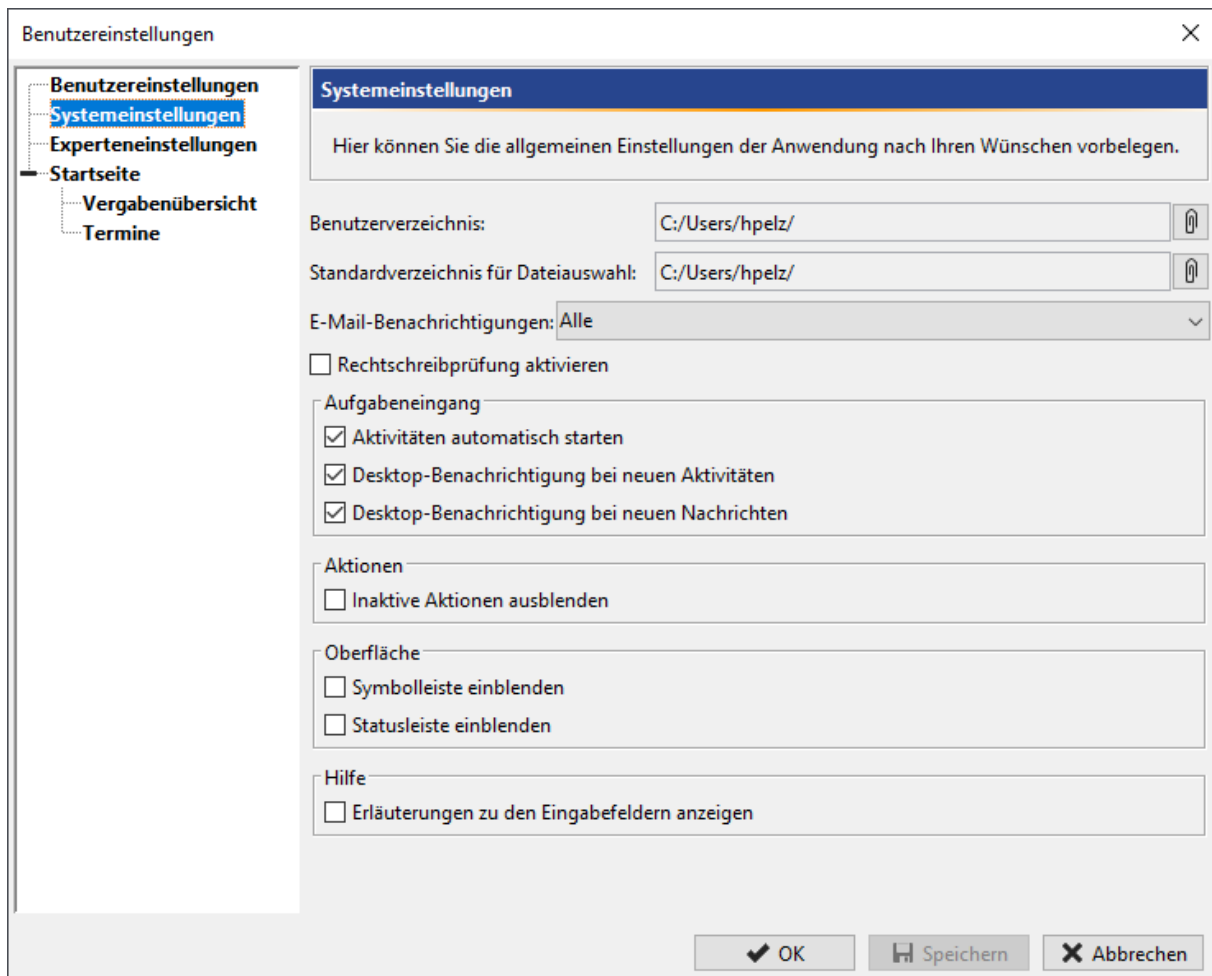 Benutzereinstellungen
Benutzereinstellungen
Systemeinstellungen
Experteneinstellungen
Startseite
Vergabenübersicht
Termine
Systemeinstellungen
Hier können Sie die allgemeinen Einstellungen der Anwendung nach Ihren Wünschen vorbelegen.
Benutzerverzeichnis: C:/Users/hpelz/
Standardverzeichnis für Dateiauswahl: C:/Users/hpelz/
E-Mail-Benachrichtigungen: Alle
Rechtschreibprüfung aktivieren
Aufgabeneingang
Aktivitäten automatisch starten
Desktop-Benachrichtigung bei neuen Aktivitäten
Desktop-Benachrichtigung bei neuen Nachrichten
Aktionen
Inaktive Aktionen ausblenden
Oberfläche
Symbolleiste einblenden
Statusleiste einblenden
Hilfe
Erläuterungen zu den Eingabefeldern anzeigen
OK Speichern Abbrechen